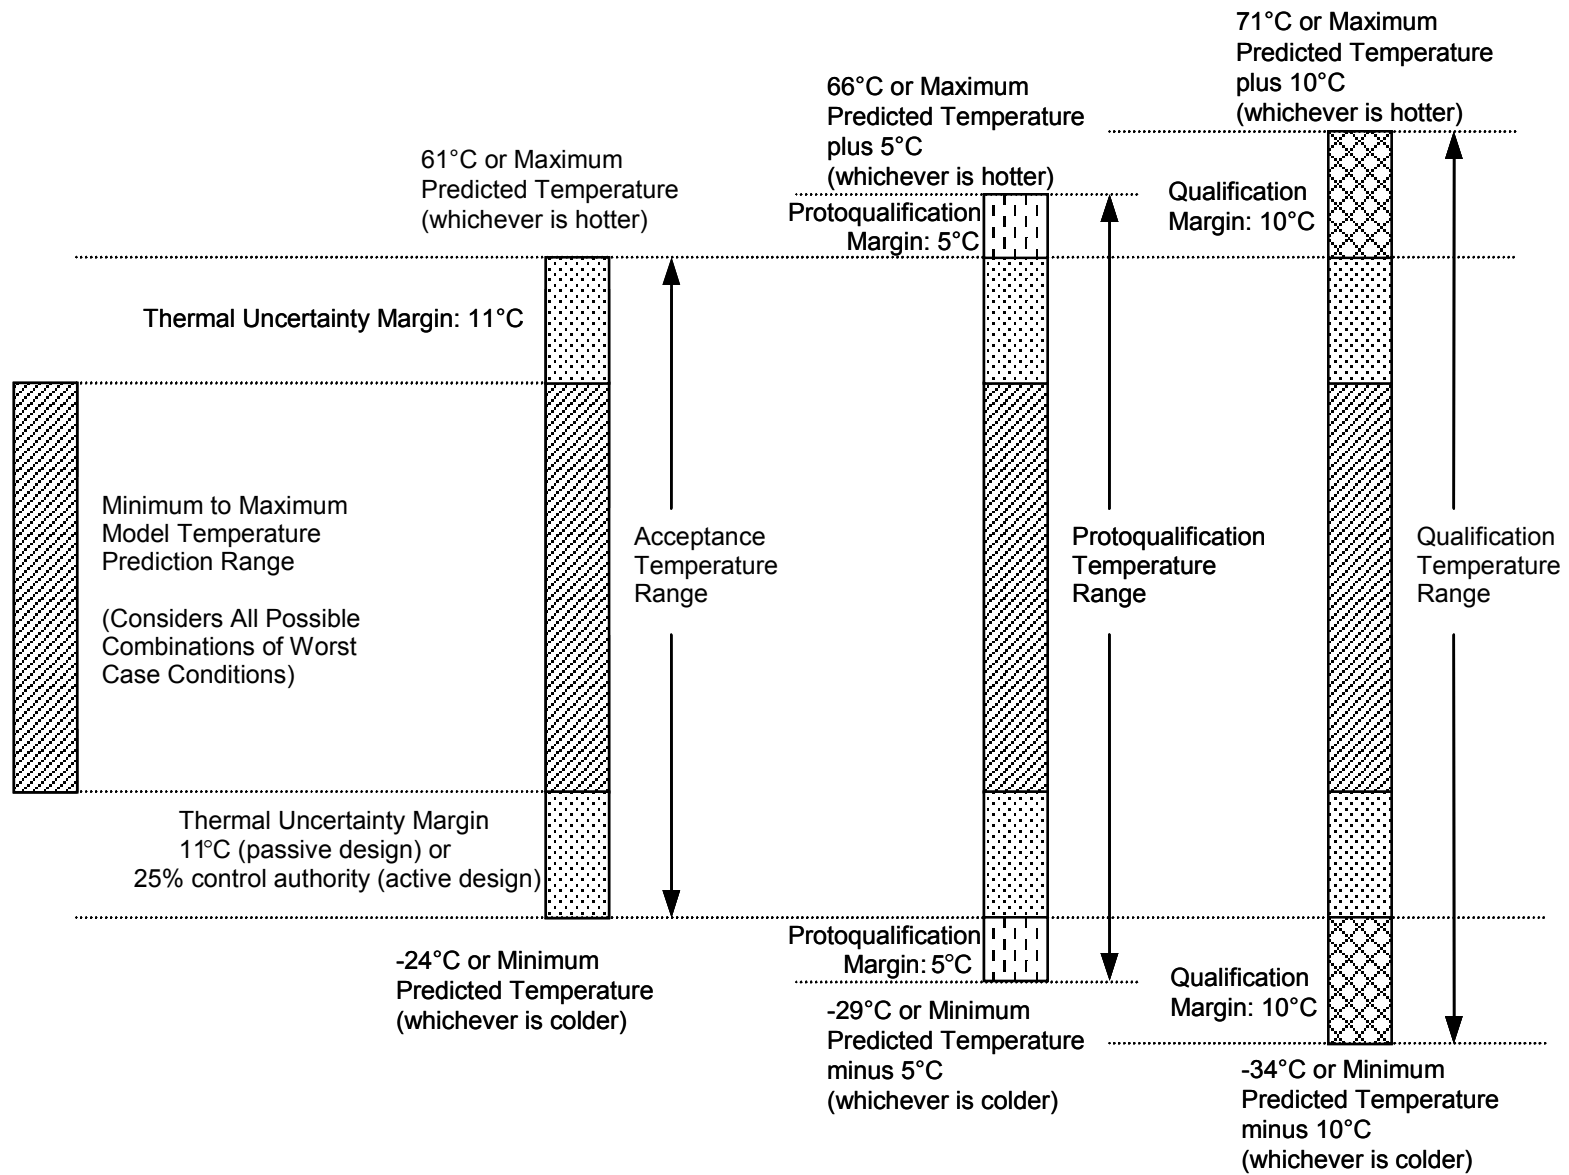 71°C or Maximum
Predicted Temperature
plus 10°C
(whichever is hotter)
66°C or Maximum
Predicted Temperature
plus 5°C
(whichever is hotter)
61°C or Maximum
Predicted Temperature
(whichever is hotter)
Protoqualification
Margin: 5°C
Qualification
Margin: 10°C
Thermal Uncertainty Margin: 11°C
Minimum to Maximum
Model Temperature
Prediction Range
(Considers All Possible
Combinations of Worst
Case Conditions)
Acceptance
Temperature
Range
Protoqualification
Temperature
Range
Qualification
Temperature
Range
Thermal Uncertainty Margin
11°C (passive design) or
25% control authority (active design)
-24°C or Minimum
Predicted Temperature
(whichever is colder)
Protoqualification
Margin: 5°C
-29°C or Minimum
Predicted Temperature
minus 5°C
(whichever is colder)
Qualification
Margin: 10°C
-34°C or Minimum
Predicted Temperature
minus 10°C
(whichever is colder)